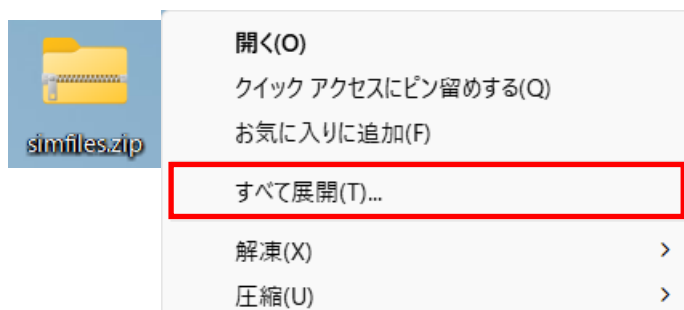 simfiles.zip
開く(O)
クイック アクセスにピン留めする(Q)
お気に入りに追加(F)
すべて展開(T)...
解凍(X)
圧縮(U)